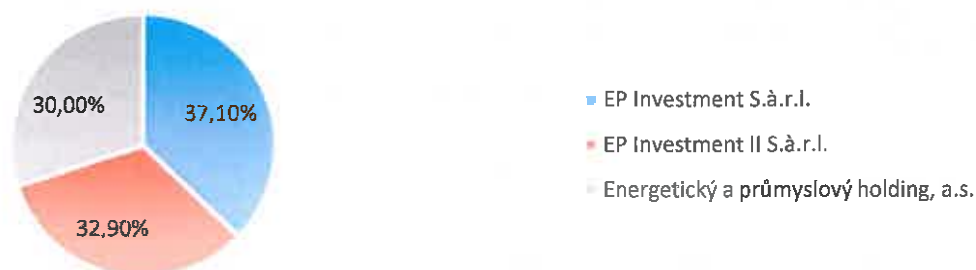 30,00%
37,10%
32,90%
EP Investment S.à.r.l.
EP Investment II S.à.r.l.
Energetický a průmyslový holding, a.s.